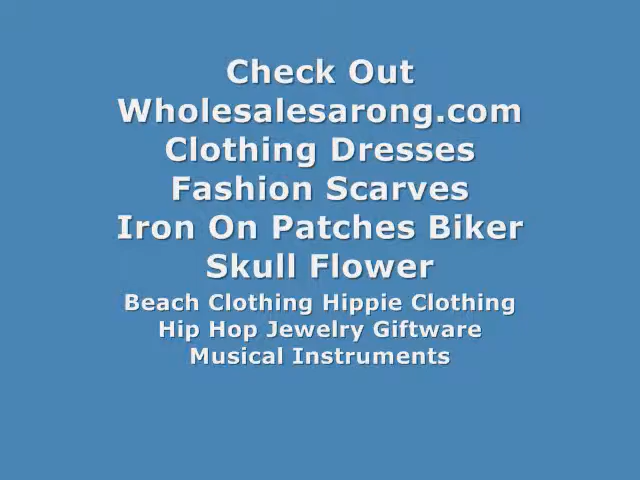 Check Out
Wholesalesarong.com
Clothing Dresses
Fashion Scarves
Iron On Patches Biker
Skull Flower
Beach Clothing Hippie Clothing
Hip Hop Jewelry Giftware
Musical Instruments